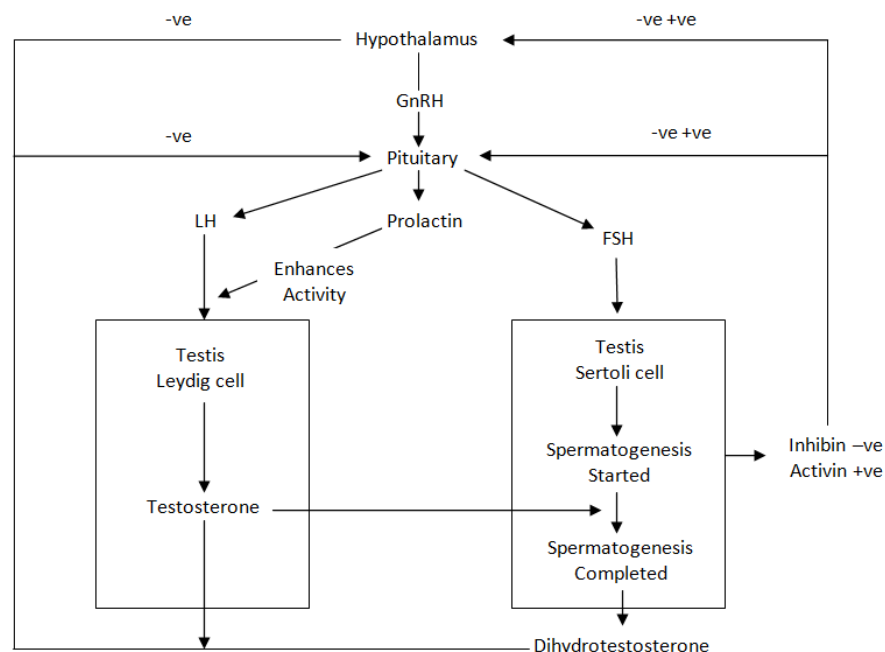 -ve
-ve +ve
Hypothalamus
GnRH
-ve
-ve +ve
Pituitary
LH
Prolactin
FSH
Enhances
Activity
Testis
Leydig cell
Testis
Sertoli cell
Spermatogenesis
Started
Inhibin –ve
Activin +ve
Testosterone
Spermatogenesis
Completed
Dihydrotestosterone